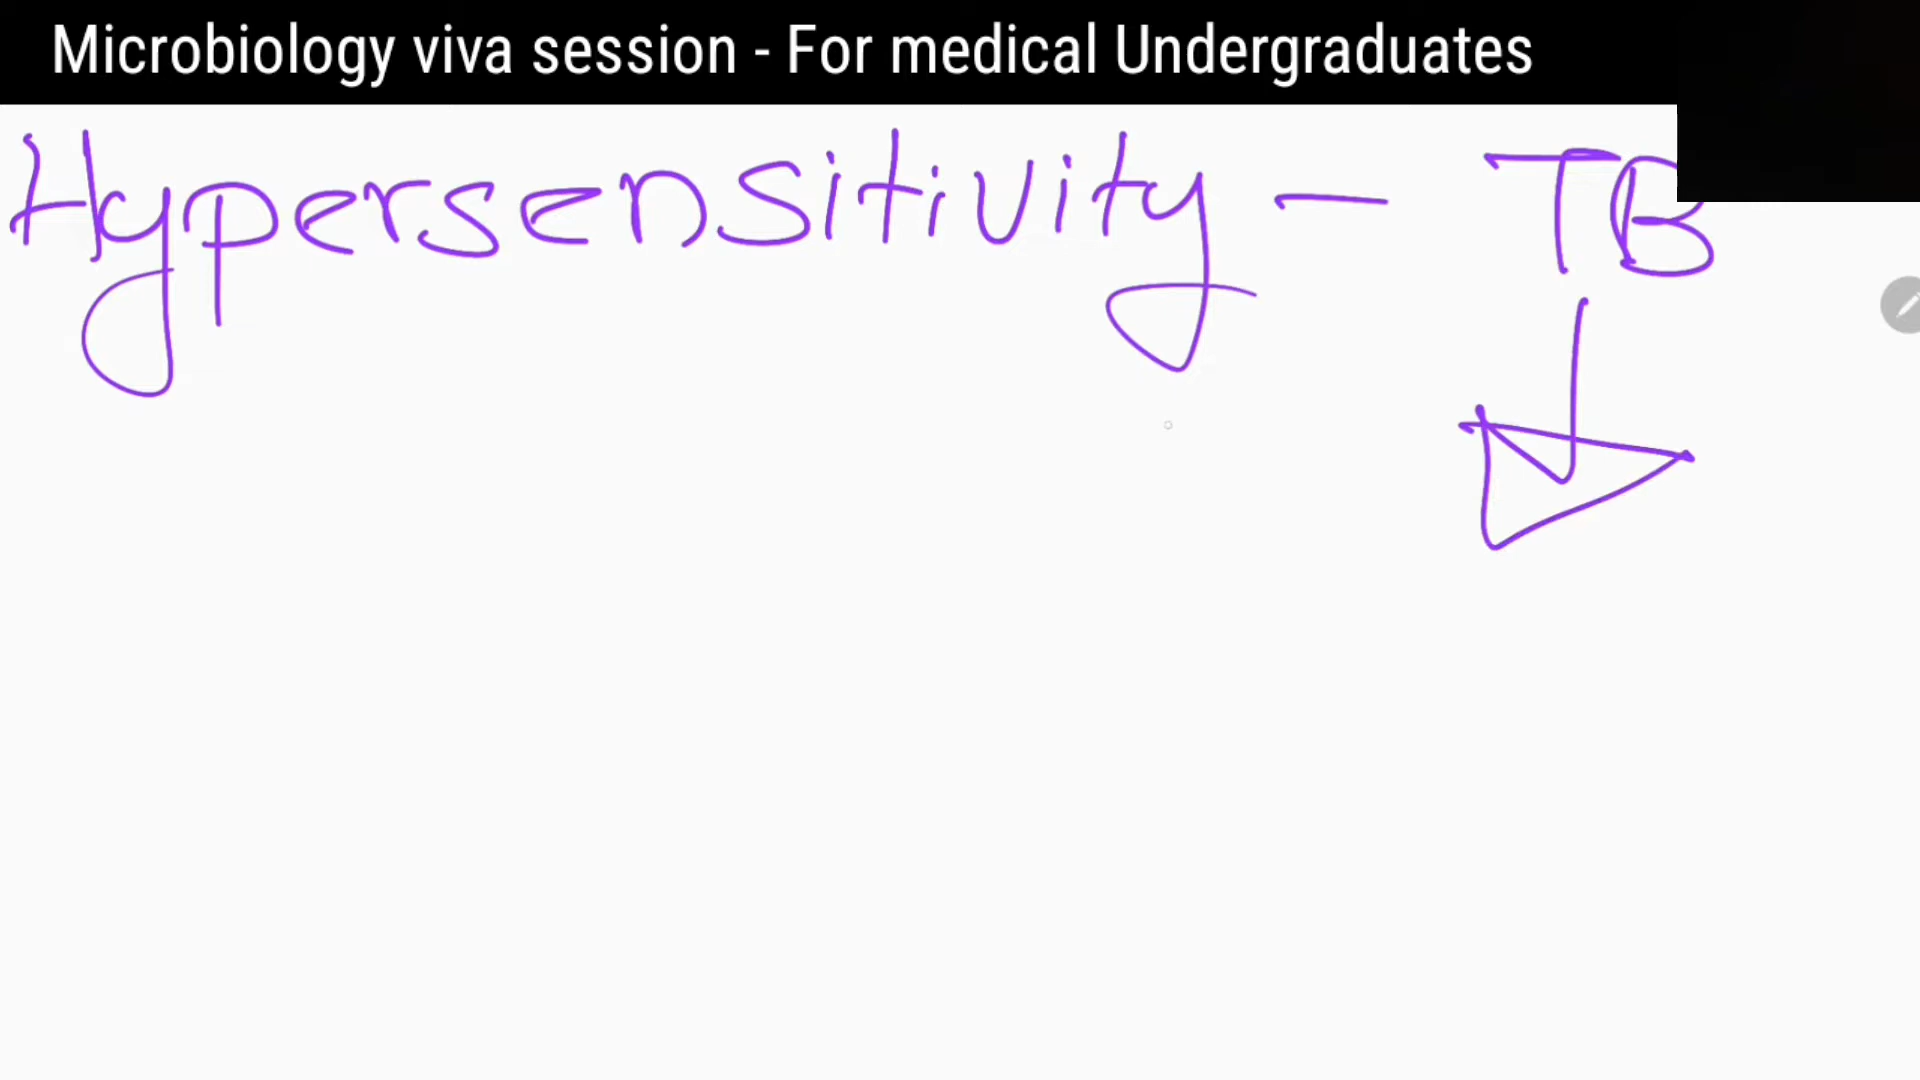 Microbiology viva session - For medical Undergraduates
Hypersensitivity - TB